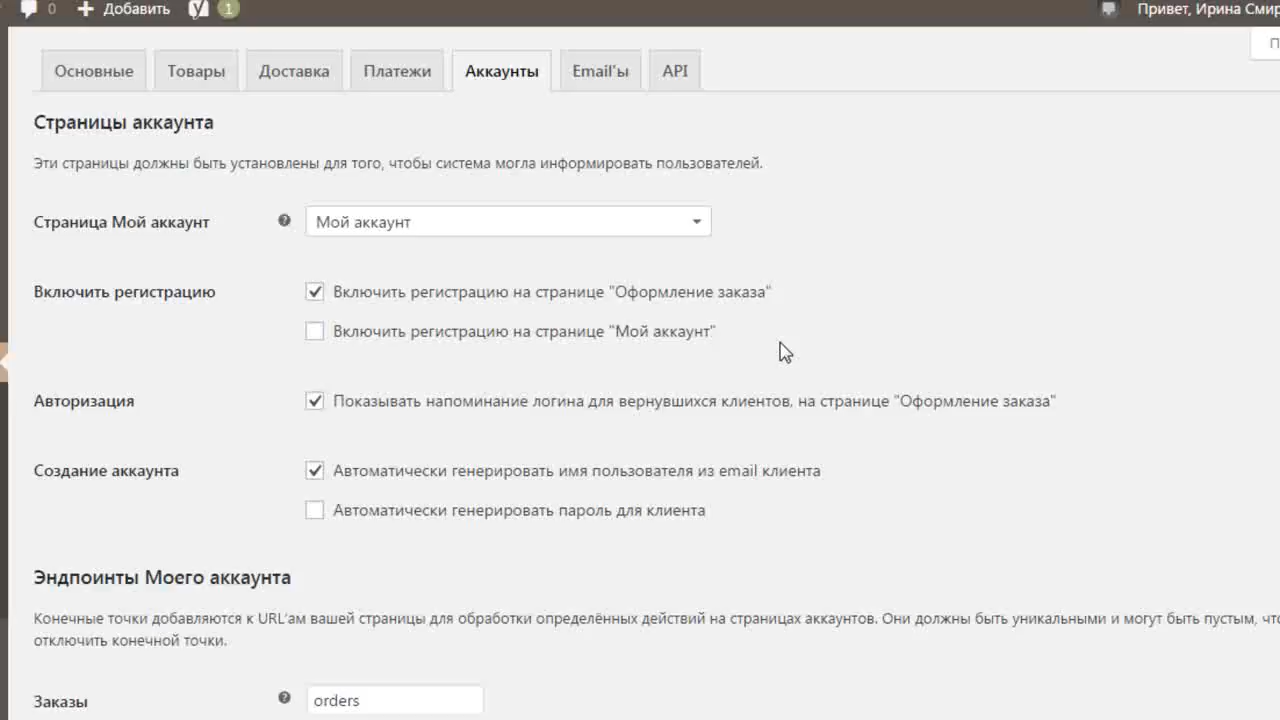 0 Добавить 1 Привет, Ирина Смир
Основные Товары Доставка Платежи Аккаунты Email'ы API
Страницы аккаунта
Эти страницы должны быть установлены для того, чтобы система могла информировать пользователей.
Страница Мой аккаунт Мой аккаунт
Включить регистрацию Включить регистрацию на странице "Оформление заказа"
Включить регистрацию на странице "Мой аккаунт"
Авторизация Показывать напоминание логина для вернувшихся клиентов, на странице "Оформление заказа"
Создание аккаунта Автоматически генерировать имя пользователя из email клиента
Автоматически генерировать пароль для клиента
Эндпоинты Моего аккаунта
Конечные точки добавляются к URL'ам вашей страницы для обработки определённых действий на страницах аккаунтов. Они должны быть уникальными и могут быть пустым, что
отключить конечной точки.
Заказы orders